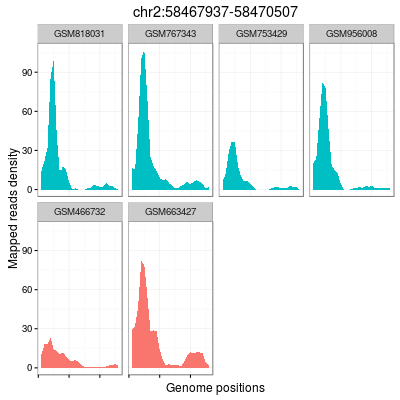 chr2:58467937-58470507
GSM818031 GSM767343 GSM753429 GSM956008
90
60
30
0
GSM466732 GSM663427
90
60
30
0
Mapped reads density
Genome positions